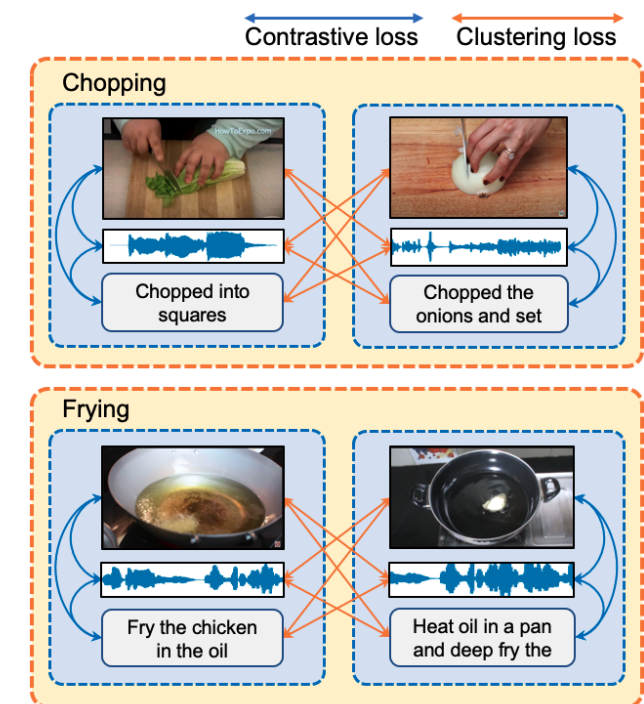 Contrastive loss
Clustering loss
Chopping
HowToExpo.com
Chopped into
squares
Chopped the
onions and set
Frying
Fry the chicken
in the oil
Heat oil in a pan
and deep fry the